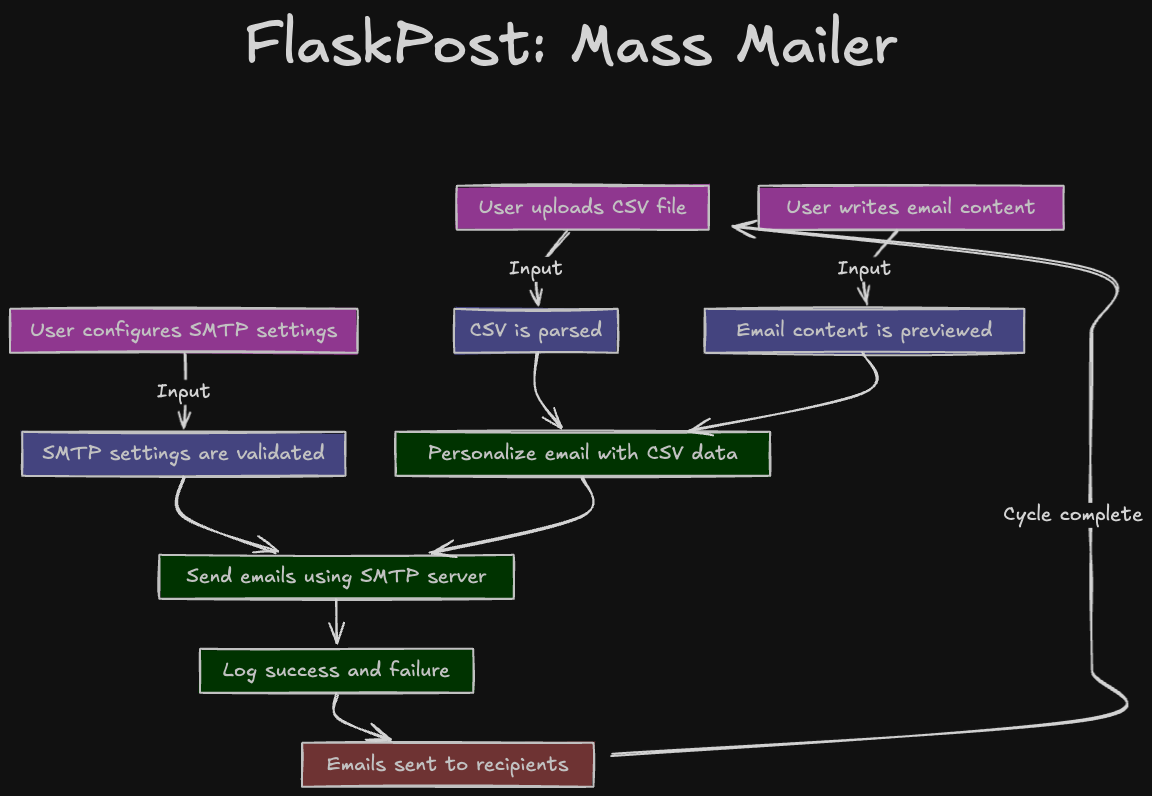 FlaskPost: Mass Mailer
User uploads CSV file
User writes email content
Input
Input
User configures SMTP settings
CSV is parsed
Email content is previewed
Input
SMTP settings are validated
Personalize email with CSV data
Cycle complete
Send emails using SMTP server
Log success and failure
Emails sent to recipients